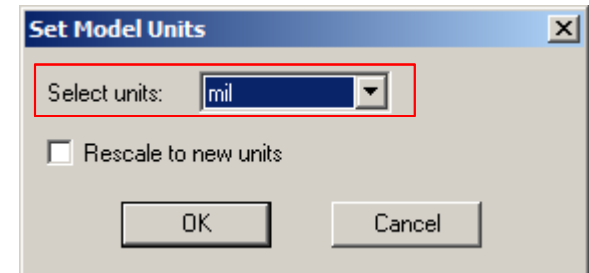 Set Model Units
Select units: mil
Rescale to new units
OK Cancel